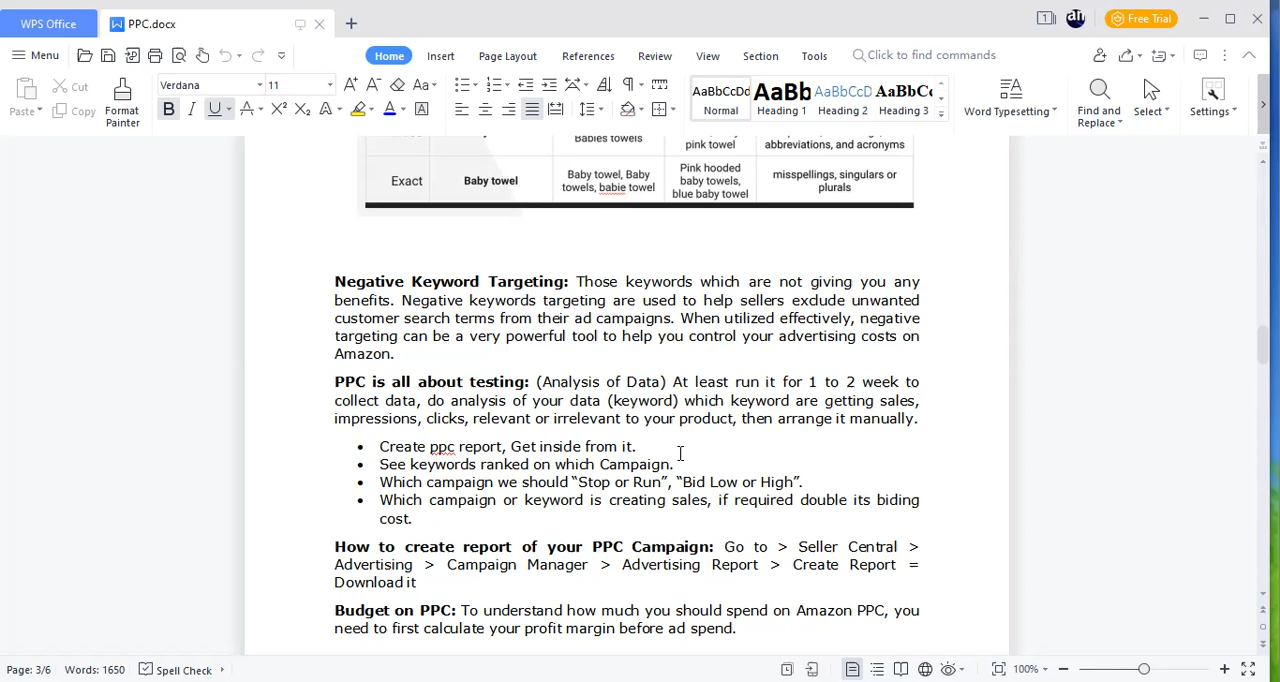 WPS Office PPC.docx Free Trial
Menu Home Insert Page Layout References Review View Section Tools Click to find commands
Paste Cut Copy Format Painter Verdana 11 AaBbCcDd Normal AaBb Heading 1 AaBbCcD Heading 2 AaBbC Heading 3 Word Typesetting Find and Replace Select Settings
Babies towels pink towel abbreviations, and acronyms
Exact Baby towel Baby towel, Baby towels, babie towel Pink hooded baby towels, blue baby towel misspellings, singulars or plurals
Negative Keyword Targeting: Those keywords which are not giving you any
benefits. Negative keywords targeting are used to help sellers exclude unwanted
customer search terms from their ad campaigns. When utilized effectively, negative
targeting can be a very powerful tool to help you control your advertising costs on
Amazon.
PPC is all about testing: (Analysis of Data) At least run it for 1 to 2 week to
collect data, do analysis of your data (keyword) which keyword are getting sales,
impressions, clicks, relevant or irrelevant to your product, then arrange it manually.
• Create ppc report, Get inside from it.
• See keywords ranked on which Campaign.
• Which campaign we should “Stop or Run”, “Bid Low or High”.
• Which campaign or keyword is creating sales, if required double its biding
cost.
How to create report of your PPC Campaign: Go to > Seller Central >
Advertising > Campaign Manager > Advertising Report > Create Report =
Download it
Budget on PPC: To understand how much you should spend on Amazon PPC, you
need to first calculate your profit margin before ad spend.
Page: 3/6 Words: 1650 Spell Check 100%